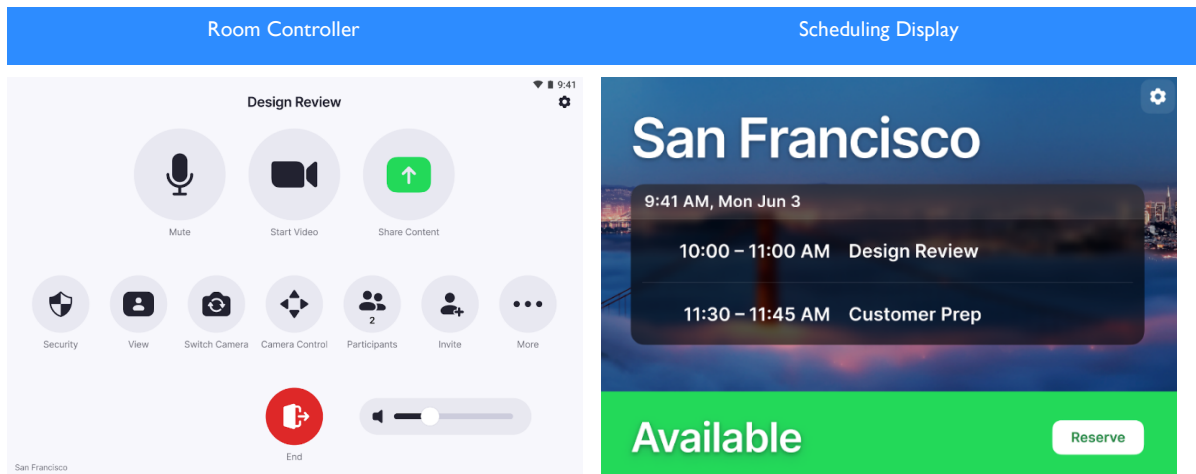 Room Controller
Scheduling Display
9:41
Design Review
Mute
Start Video
Share Content
Security
View
Switch Camera
Camera Control
2
Participants
Invite
More
End
San Francisco
San Francisco
9:41 AM, Mon Jun 3
10:00 – 11:00 AM Design Review
11:30 – 11:45 AM Customer Prep
Available
Reserve